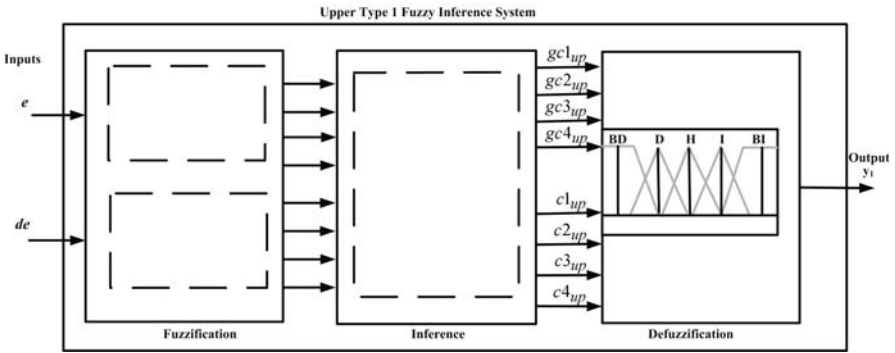 Upper Type 1 Fuzzy Inference System
Inputs
e
de
gc1up
gc2up
gc3up
gc4up
c1up
c2up
c3up
c4up
BD D H I BI
Output
y1
Fuzzification
Inference
Defuzzification